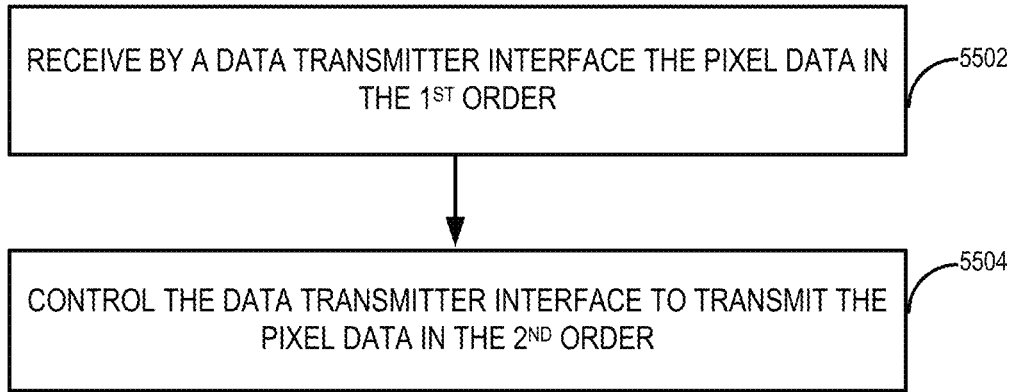 RECEIVE BY A DATA TRANSMITTER INTERFACE THE PIXEL DATA IN
THE 1ST ORDER
5502
CONTROL THE DATA TRANSMITTER INTERFACE TO TRANSMIT THE
PIXEL DATA IN THE 2ND ORDER
5504